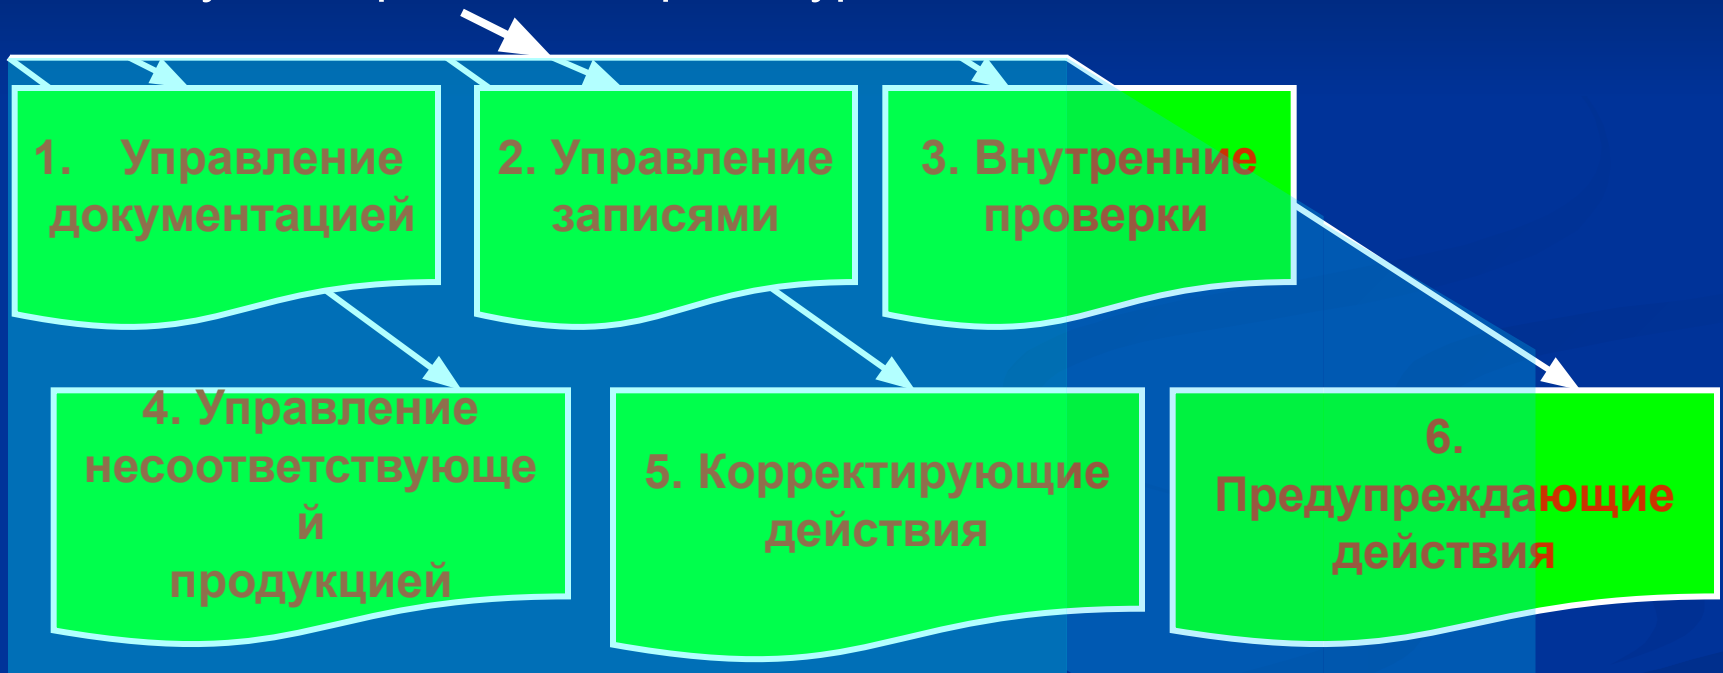 1. Управление
документацией
2. Управление
записями
3. Внутренние
проверки
4. Управление
несоответствующе
й
продукцией
5. Корректирующие
действия
6.
Предупреждающие
действия